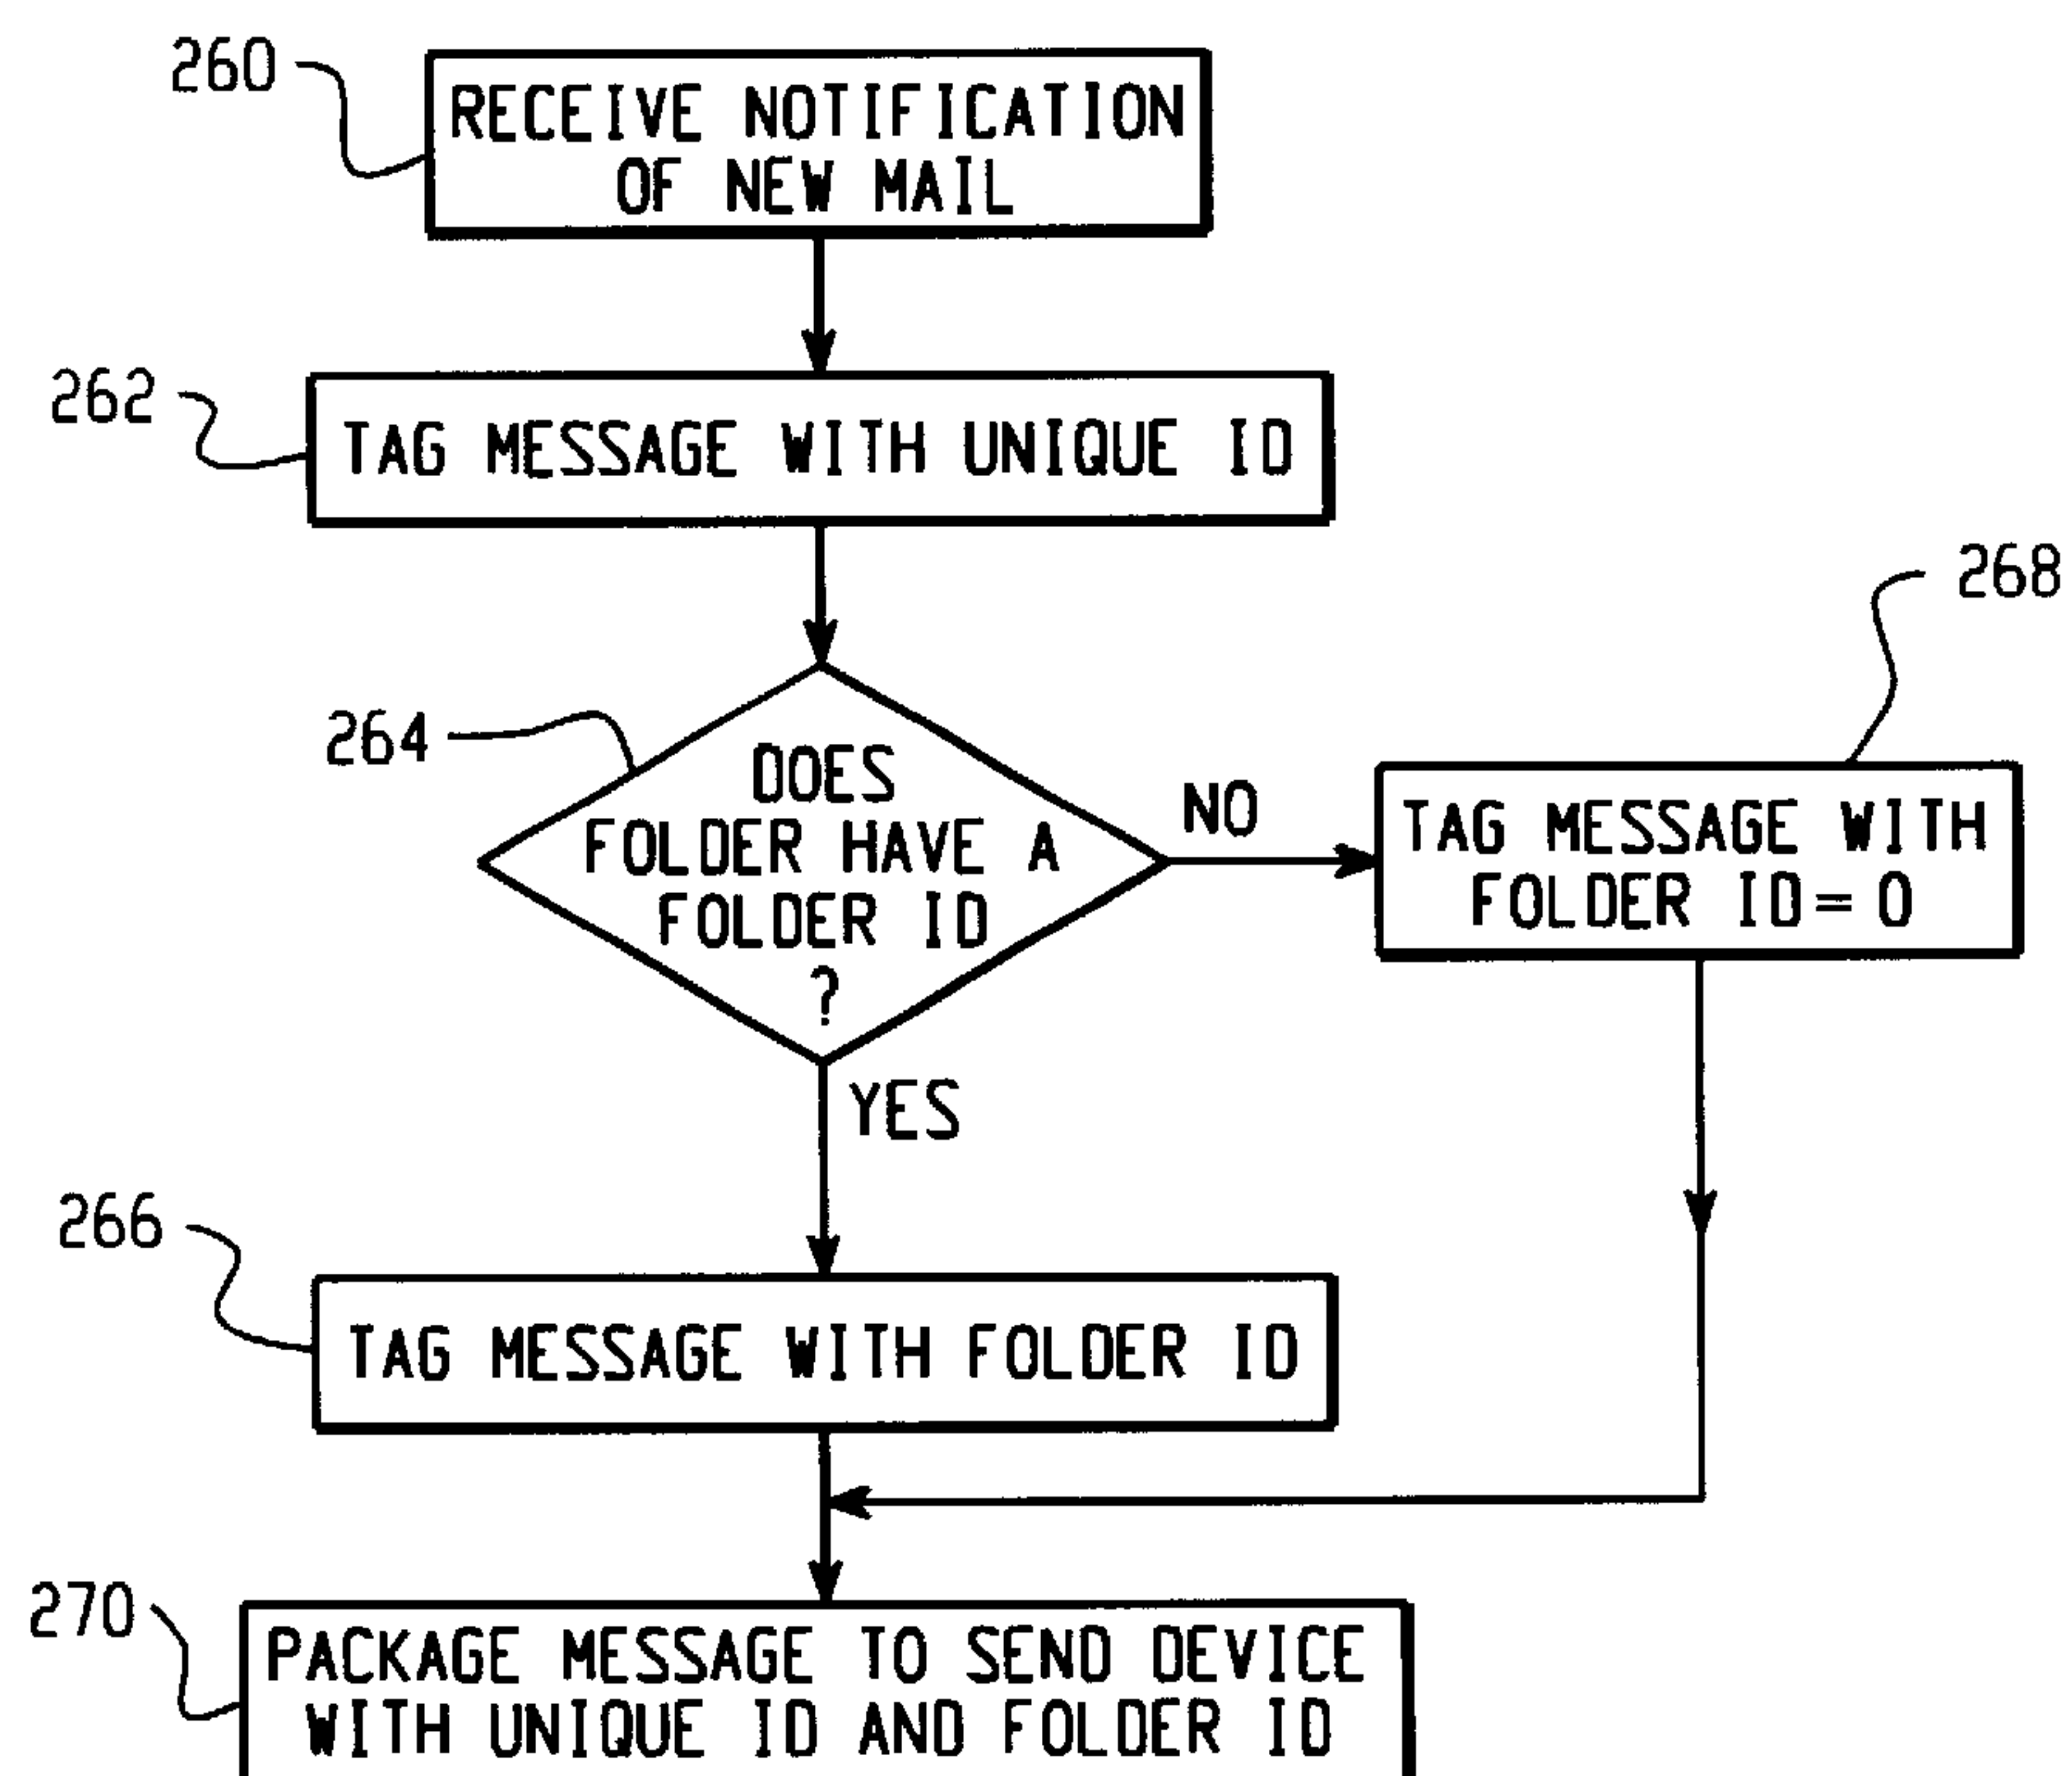 260
RECEIVE NOTIFICATION
OF NEW MAIL
262
TAG MESSAGE WITH UNIQUE ID
268
264
DOES
FOLDER HAVE A
FOLDER ID
?
NO
TAG MESSAGE WITH
FOLDER ID = 0
YES
266
TAG MESSAGE WITH FOLDER ID
270
PACKAGE MESSAGE TO SEND DEVICE
WITH UNIQUE ID AND FOLDER ID